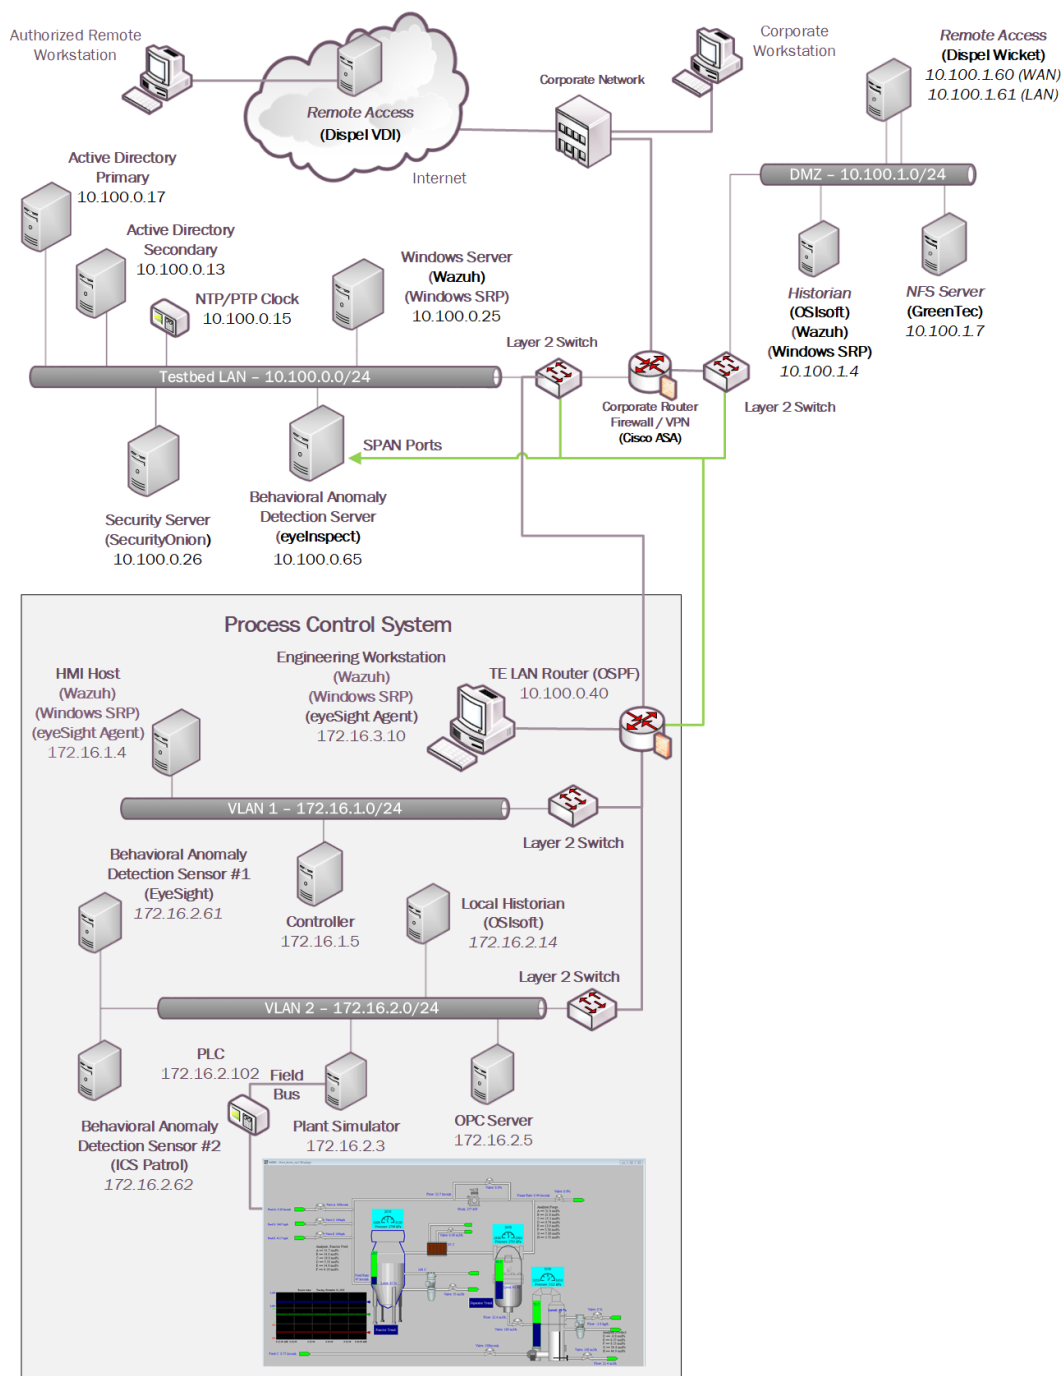 Authorized Remote
Workstation
Remote Access
(Dispel VDI)
Internet
Corporate Network
Corporate
Workstation
Remote Access
(Dispel Wicket)
10.100.1.60 (WAN)
10.100.1.61 (LAN)
DMZ – 10.100.1.0/24
Active Directory
Primary
10.100.0.17
Active Directory
Secondary
10.100.0.13
NTP/PTP Clock
10.100.0.15
Windows Server
(Wazuh)
(Windows SRP)
10.100.0.25
Historian
(OSIsoft)
(Wazuh)
(Windows SRP)
10.100.1.4
NFS Server
(GreenTec)
10.100.1.7
Layer 2 Switch
Testbed LAN – 10.100.0.0/24
Corporate Router
Firewall / VPN
(Cisco ASA)
Layer 2 Switch
SPAN Ports
Security Server
(SecurityOnion)
10.100.0.26
Behavioral Anomaly
Detection Server
(eyeInspect)
10.100.0.65
Process Control System
HMI Host
(Wazuh)
(Windows SRP)
(eyeSight Agent)
172.16.1.4
Engineering Workstation
(Wazuh)
(Windows SRP)
(eyeSight Agent)
172.16.3.10
TE LAN Router (OSPF)
10.100.0.40
VLAN 1 – 172.16.1.0/24
Layer 2 Switch
Behavioral Anomaly
Detection Sensor #1
(EyeSight)
172.16.2.61
Controller
172.16.1.5
Local Historian
(OSIsoft)
172.16.2.14
Layer 2 Switch
VLAN 2 – 172.16.2.0/24
PLC
172.16.2.102
Field
Bus
Behavioral Anomaly
Detection Sensor #2
(ICS Patrol)
172.16.2.62
Plant Simulator
172.16.2.3
OPC Server
172.16.2.5